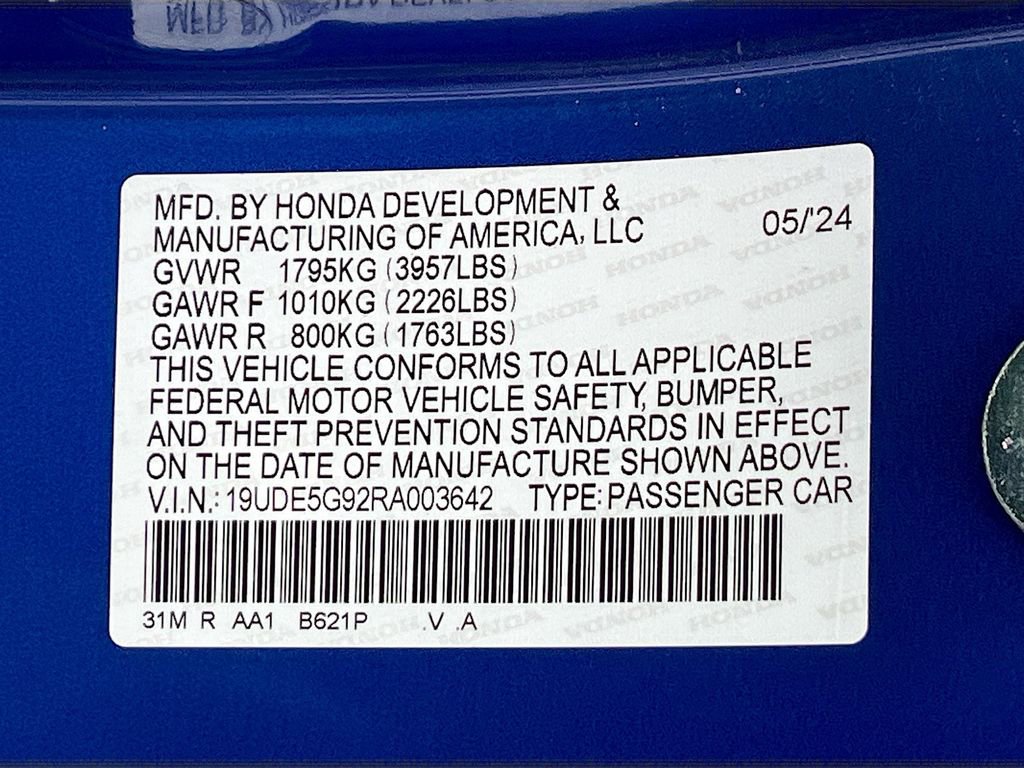 MFD. BY HONDA DEVELOPMENT &
MANUFACTURING OF AMERICA, LLC 05/'24
GVWR 1795KG (3957LBS)
GAWR F 1010KG (2226LBS)
GAWR R 800KG (1763LBS)
THIS VEHICLE CONFORMS TO ALL APPLICABLE
FEDERAL MOTOR VEHICLE SAFETY, BUMPER,
AND THEFT PREVENTION STANDARDS IN EFFECT
ON THE DATE OF MANUFACTURE SHOWN ABOVE.
V.I.N.: 19UDE5G92RA003642 TYPE: PASSENGER CAR
31M R AA1 B621P .V .A